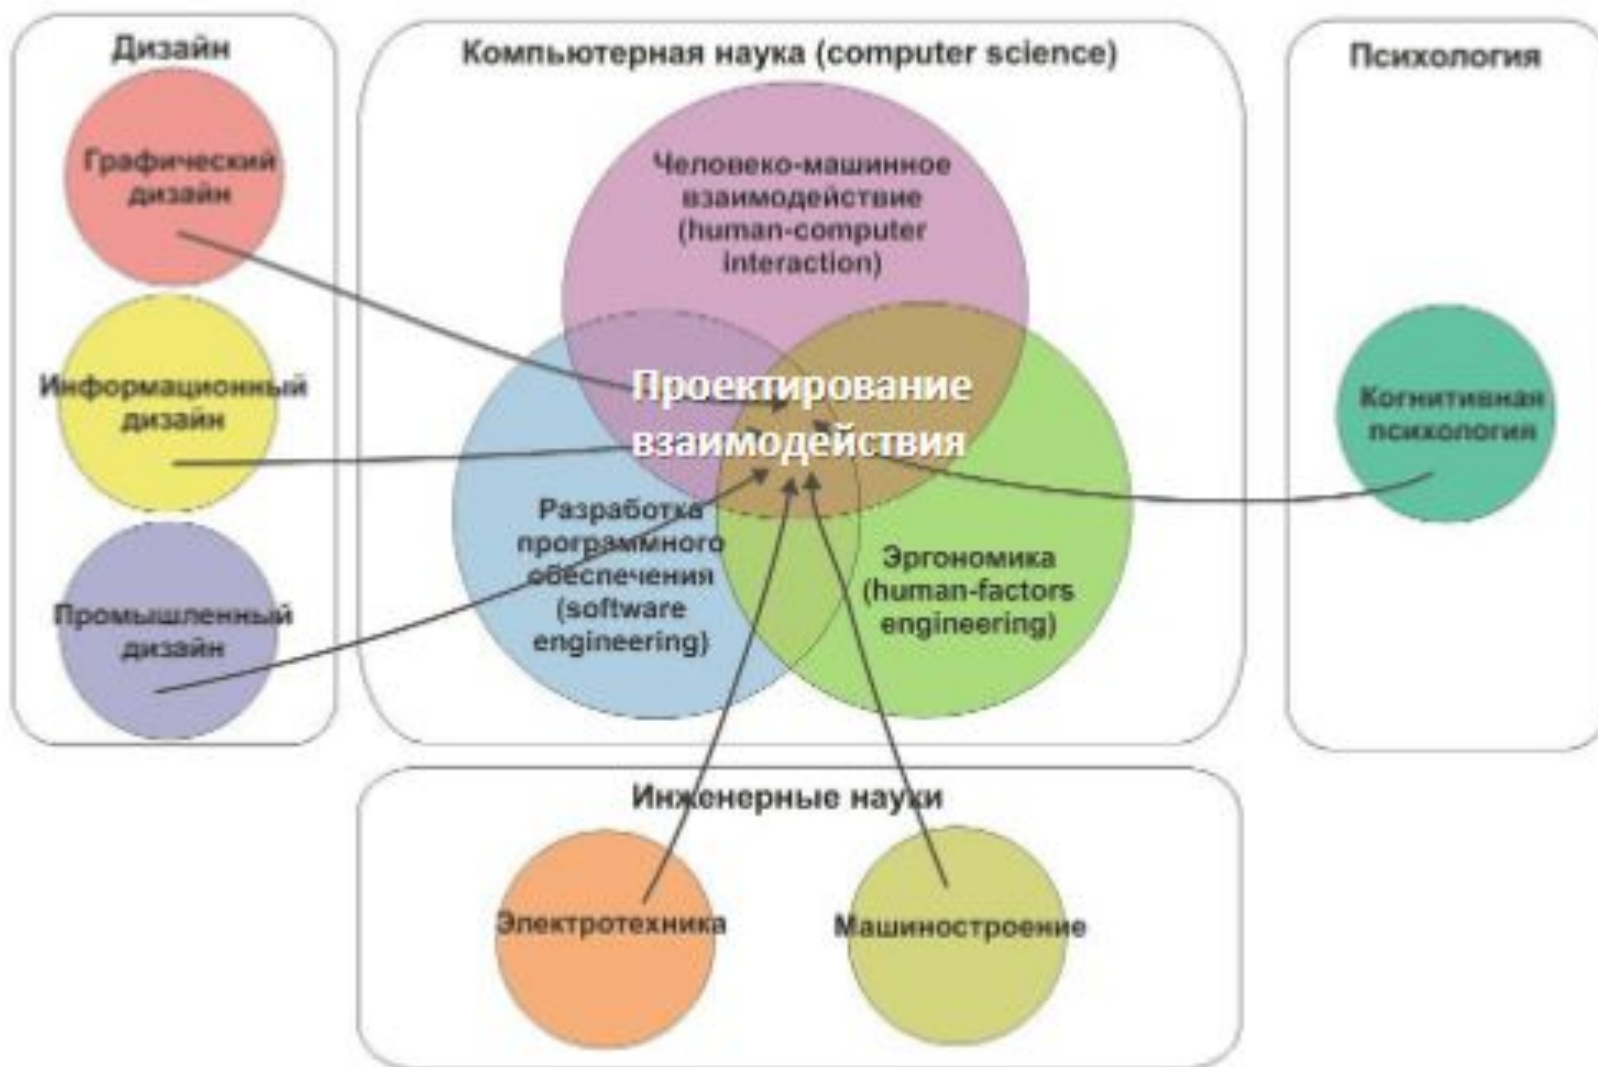 Дизайн
Графический
дизайн
Информационный
дизайн
Промышленный
дизайн
Компьютерная наука (computer science)
Человеко-машинное
взаимодействие
(human-computer
interaction)
Проектирование
взаимодействия
Разработка
программного
обеспечения
(software
engineering)
Эргономика
(human-factors
engineering)
Психология
Когнитивная
психология
Инженерные науки
Электротехника
Машиностроение